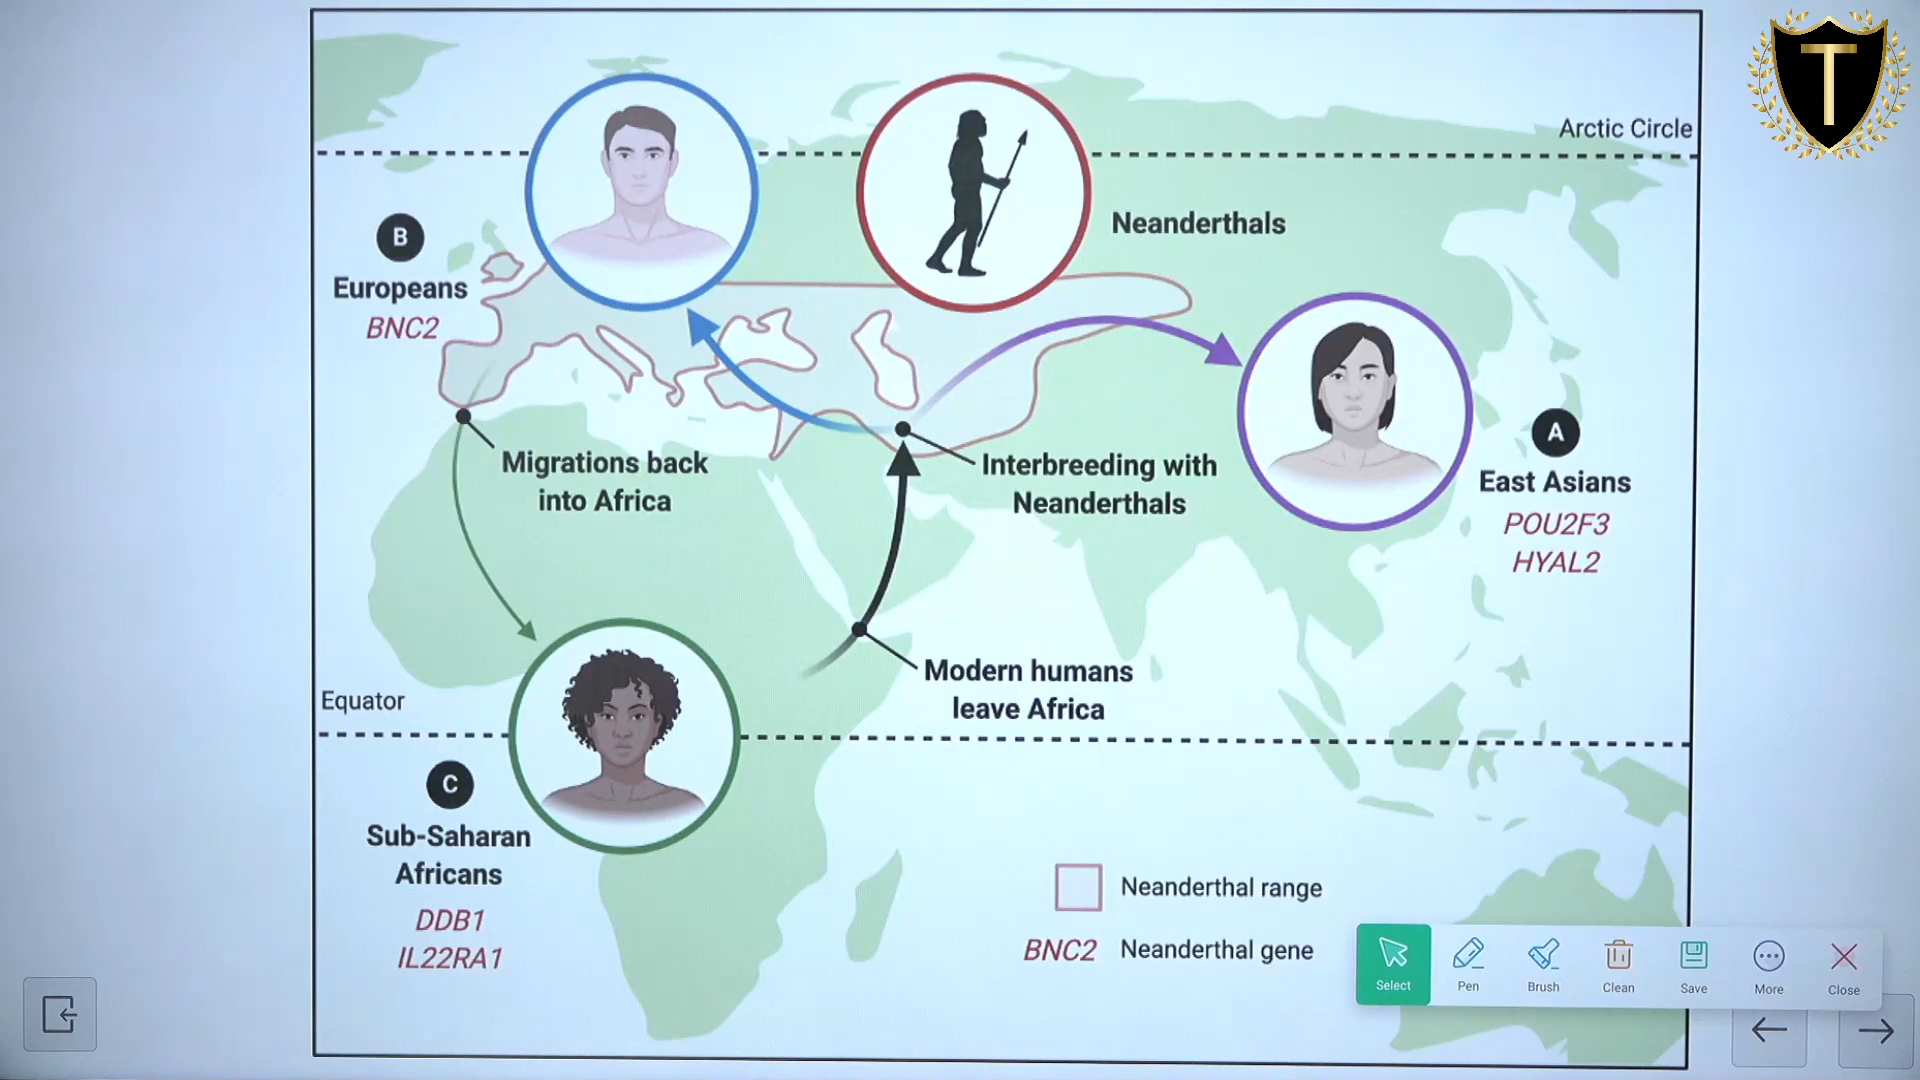 T
Arctic Circle
Neanderthals
B
Europeans
BNC2
Migrations back
into Africa
Interbreeding with
Neanderthals
A
East Asians
POU2F3
HYAL2
Modern humans
leave Africa
Equator
C
Sub-Saharan
Africans
DDB1
IL22RA1
Neanderthal range
BNC2 Neanderthal gene
Select Pen Brush Clean Save More Close